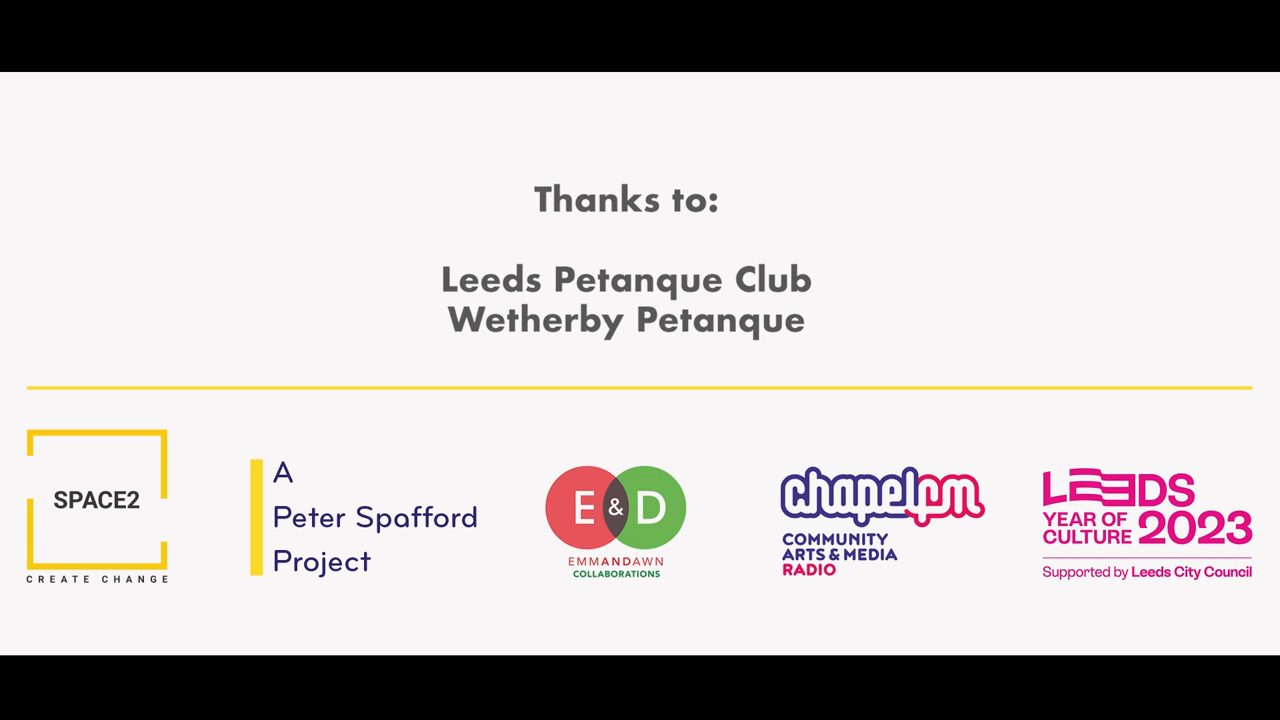 Thanks to:
Leeds Petanque Club
Wetherby Petanque
SPACE2
CREATE CHANGE
A
Peter Spafford
Project
E & D
EMMANDAWN
COLLABORATIONS
chapelfm
COMMUNITY
ARTS & MEDIA
RADIO
LEEDS
YEAR OF
CULTURE 2023
Supported by Leeds City Council